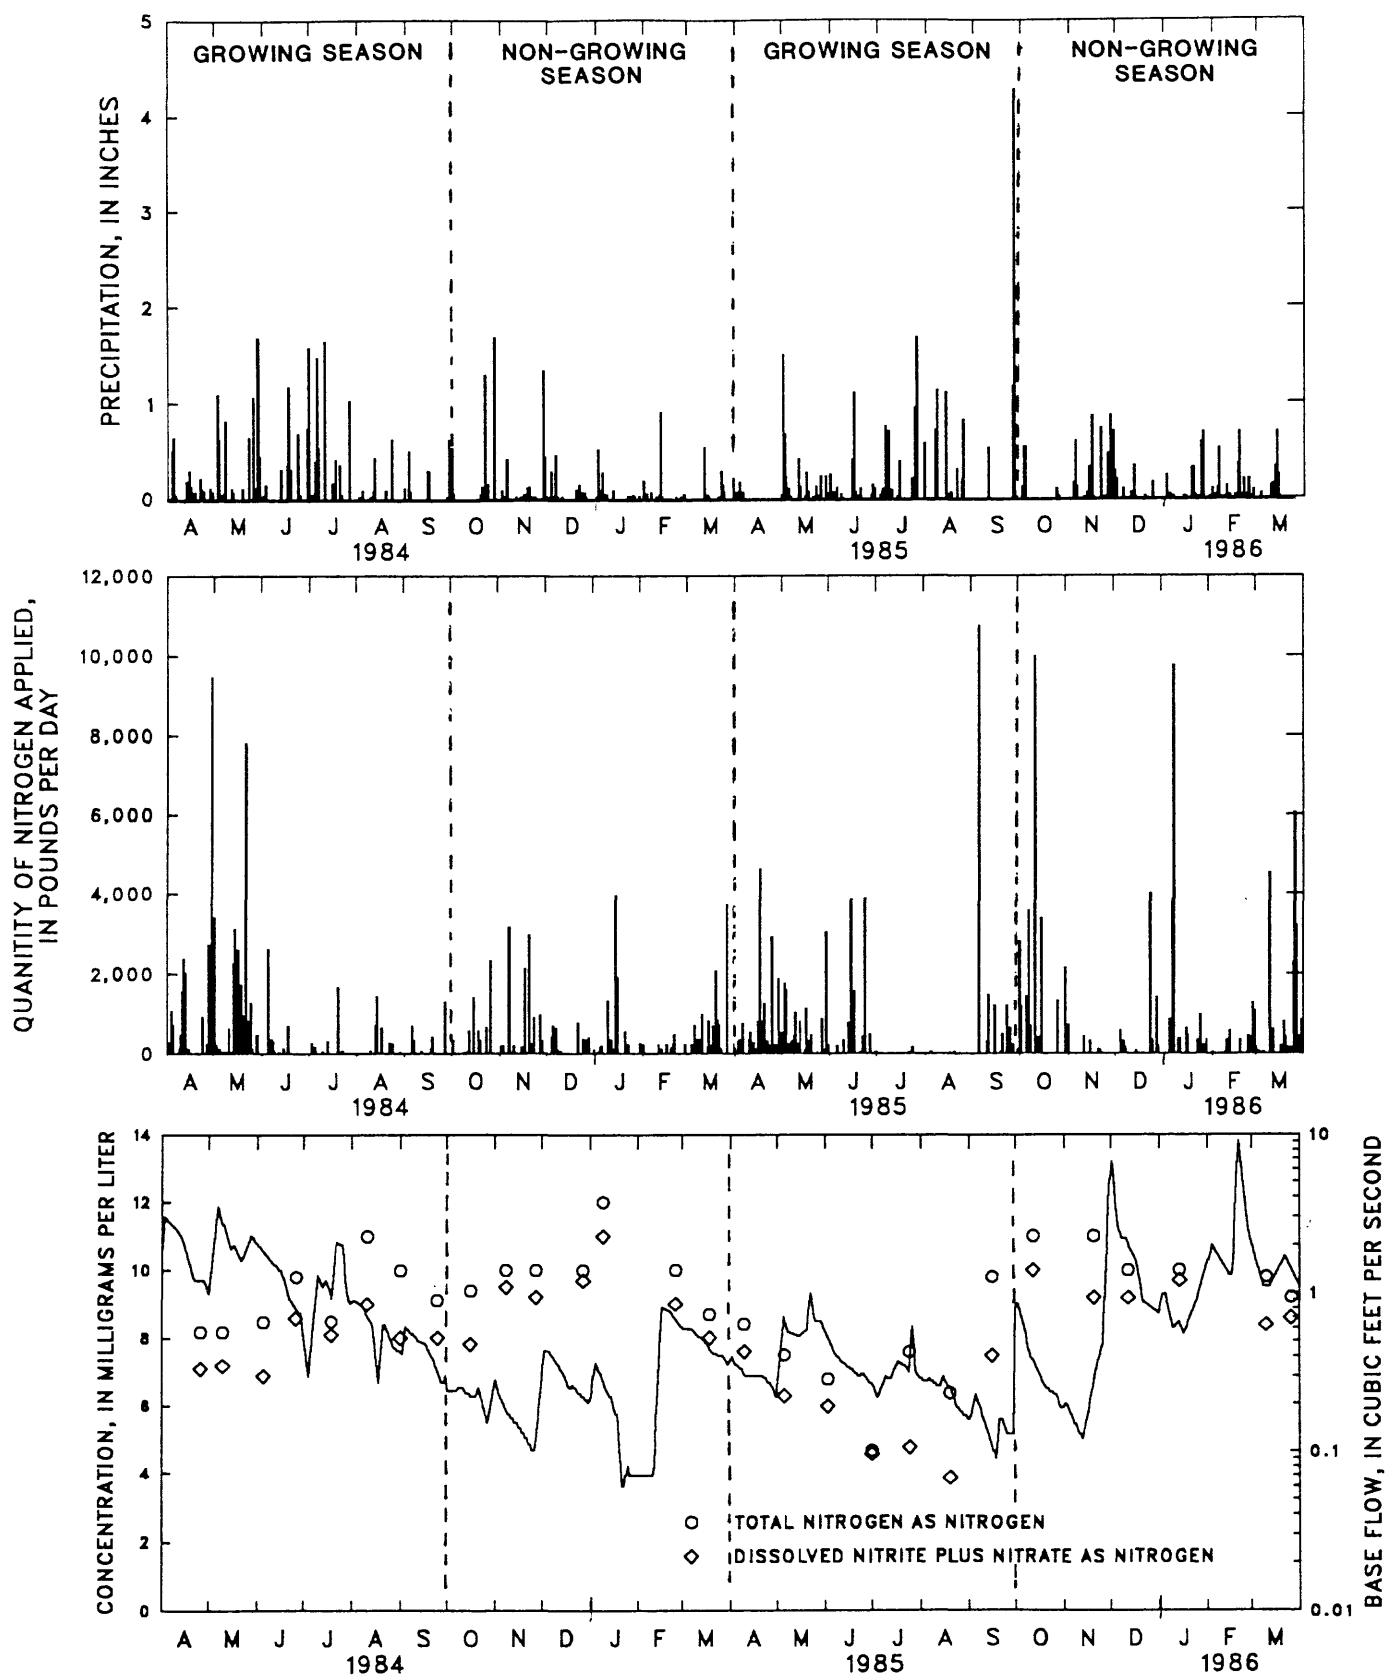 5
4
3
2
1
0
PRECIPITATION, IN INCHES
GROWING SEASON
NON-GROWING
SEASON
GROWING SEASON
NON-GROWING
SEASON
A M J J A S O N D J F M A M J J A S O N D J F M
1984 1985 1986
12,000
10,000
8,000
6,000
4,000
2,000
0
QUANITITY OF NITROGEN APPLIED,
IN POUNDS PER DAY
A M J J A S O N D J F M A M J J A S O N D J F M
1984 1985 1986
14
12
10
8
6
4
2
0
CONCENTRATION, IN MILLIGRAMS PER LITER
10
1
0.1
0.01
BASE FLOW, IN CUBIC FEET PER SECOND
TOTAL NITROGEN AS NITROGEN
DISSOLVED NITRITE PLUS NITRATE AS NITROGEN
A M J J A S O N D J F M A M J J A S O N D J F M
1984 1985 1986